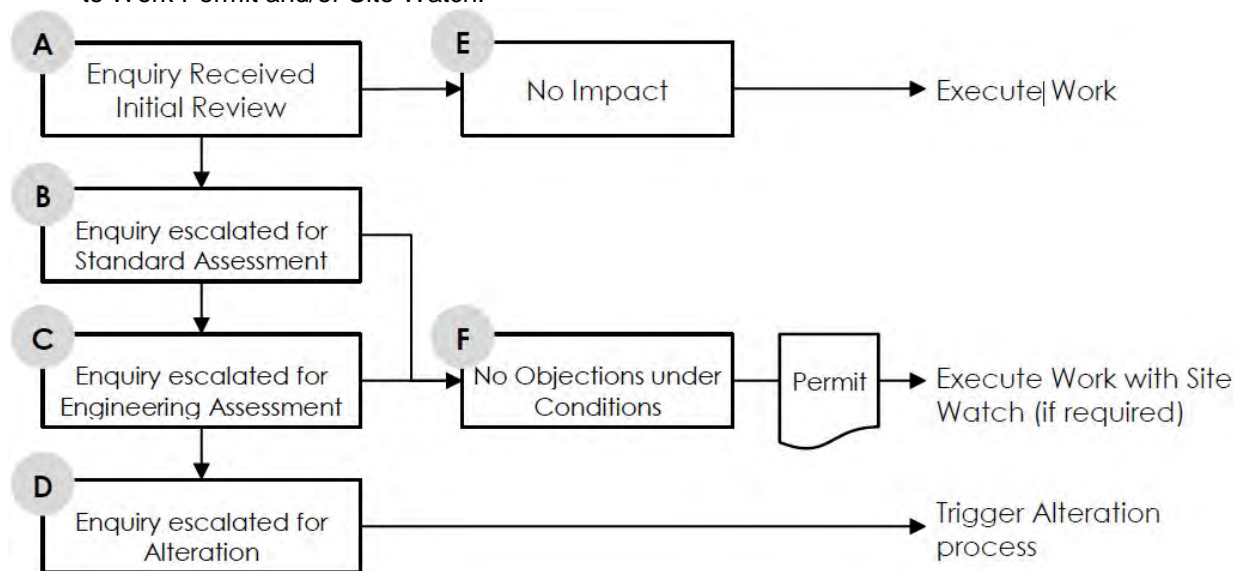 to Work Permit and/or Site Watch.
A
Enquiry Received
Initial Review
E
No Impact
Execute Work
B
Enquiry escalated for
Standard Assessment
C
Enquiry escalated for
Engineering Assessment
F
No Objections under
Conditions
Permit
Execute Work with Site
Watch (if required)
D
Enquiry escalated for
Alteration
Trigger Alteration
process